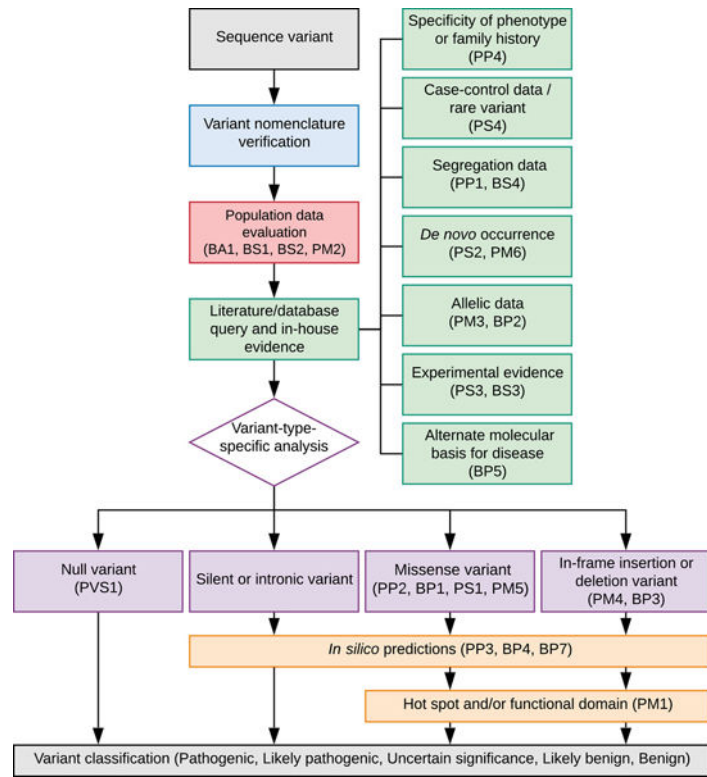 Sequence variant
Variant nomenclature
verification
Population data
evaluation
(BA1, BS1, BS2, PM2)
Literature/database
query and in-house
evidence
Variant-type-
specific analysis
Specificity of phenotype
or family history
(PP4)
Case-control data /
rare variant
(PS4)
Segregation data
(PP1, BS4)
De novo occurrence
(PS2, PM6)
Allelic data
(PM3, BP2)
Experimental evidence
(PS3, BS3)
Alternate molecular
basis for disease
(BP5)
Null variant
(PVS1)
Silent or intronic variant
Missense variant
(PP2, BP1, PS1, PM5)
In-frame insertion or
deletion variant
(PM4, BP3)
In silico predictions (PP3, BP4, BP7)
Hot spot and/or functional domain (PM1)
Variant classification (Pathogenic, Likely pathogenic, Uncertain significance, Likely benign, Benign)